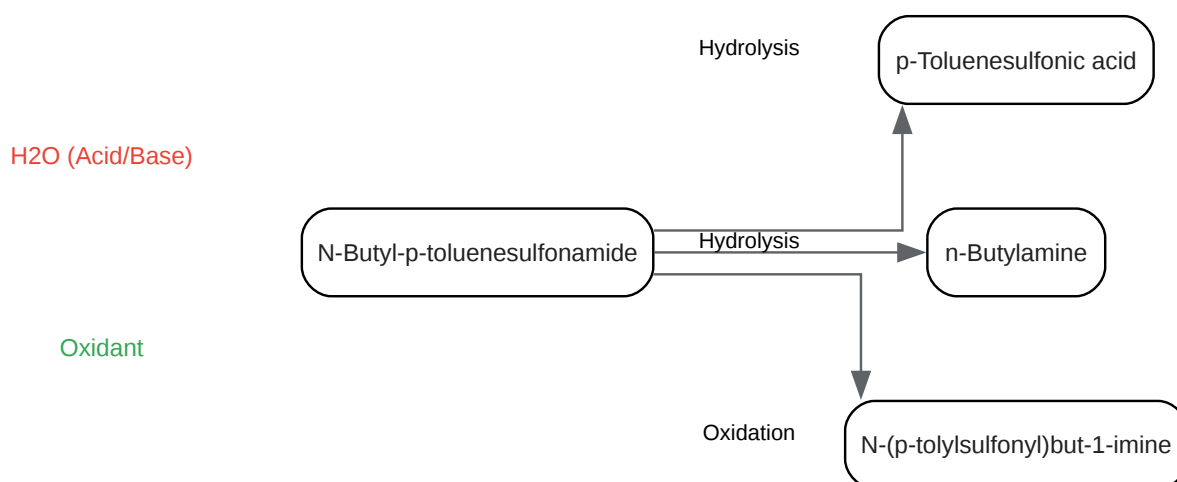 Hydrolysis
p-Toluenesulfonic acid
H2O (Acid/Base)
N-Butyl-p-toluenesulfonamide
Hydrolysis
n-Butylamine
Oxidant
Oxidation
N-(p-tolylsulfonyl)but-1-imine